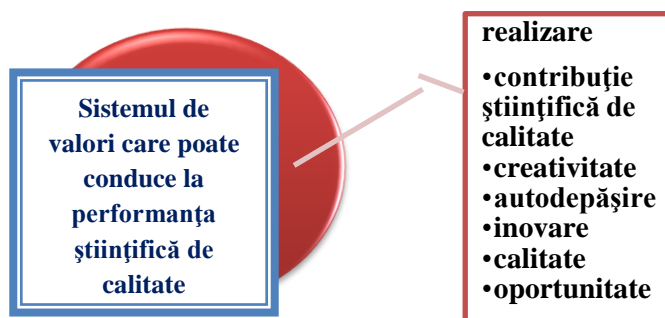 Sistemul de
valori care poate
conduce la
performanţa
ştiinţifică de
calitate
realizare
•contribuţie
ştiinţifică de
calitate
•creativitate
•autodepăşire
•inovare
•calitate
•oportunitate